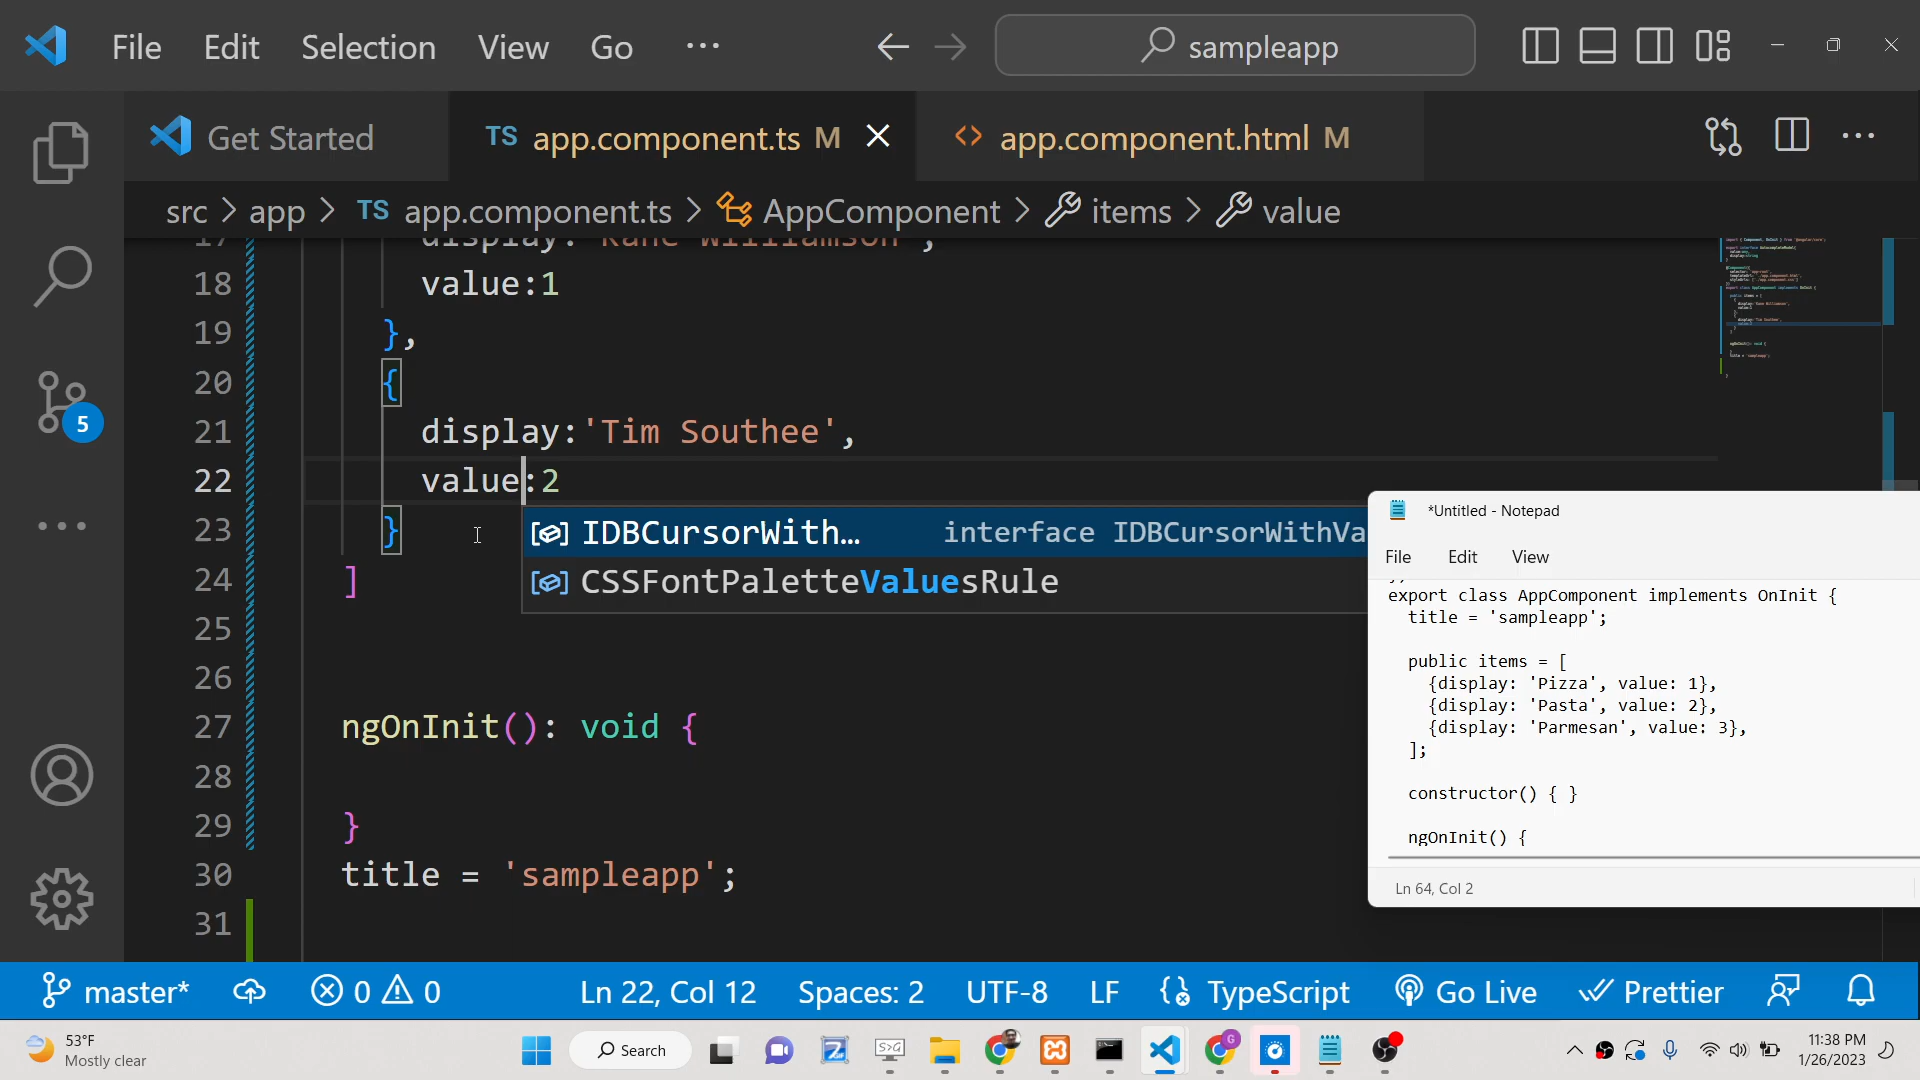 File Edit Selection View Go ··· sampleapp
Get Started TS app.component.ts M app.component.html M
src > app > TS app.component.ts > AppComponent > items > value
17 display:'Kane Williamson',
18 value:1
19 },
20 {
21 display:'Tim Southee',
22 value:2
23 }
IDBCursorWith… interface IDBCursorWithVa
CSSFontPaletteValuesRule
24 ]
25
26
27 ngOnInit(): void {
28
29 }
30 title = 'sampleapp';
31
5
*Untitled - Notepad
File Edit View
export class AppComponent implements OnInit {
title = 'sampleapp';
public items = [
{display: 'Pizza', value: 1},
{display: 'Pasta', value: 2},
{display: 'Parmesan', value: 3},
];
constructor() { }
ngOnInit() {
Ln 64, Col 2
master* 0 0 Ln 22, Col 12 Spaces: 2 UTF-8 LF TypeScript Go Live Prettier
53°F
Mostly clear
Search
11:38 PM
1/26/2023